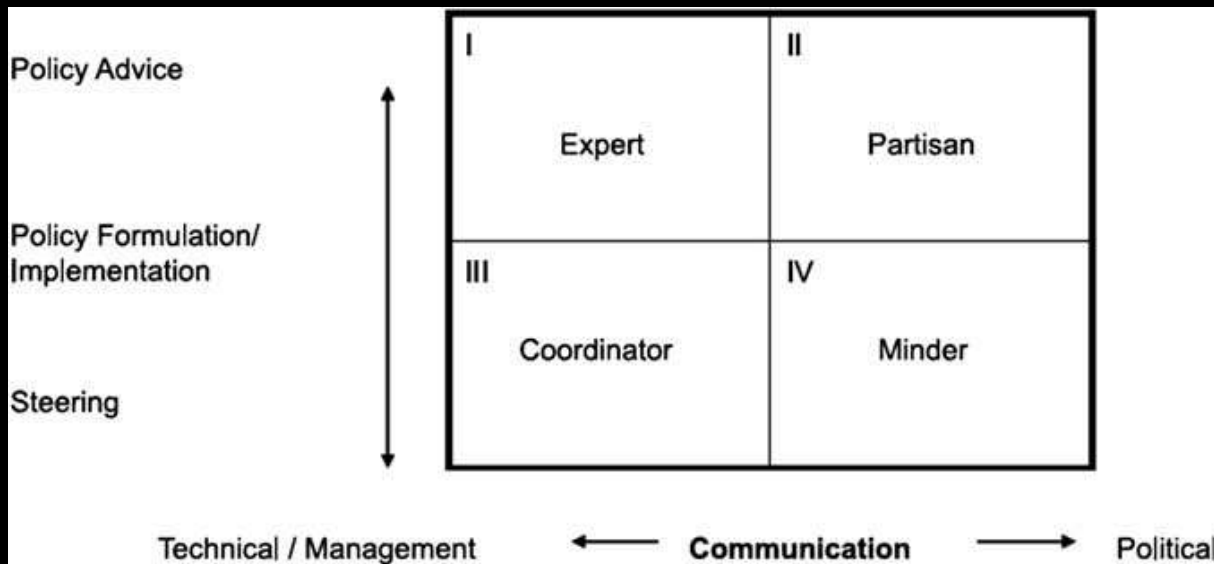 I
II
Policy Advice
Expert
Partisan
Policy Formulation/
Implementation
III
IV
Coordinator
Minder
Steering
Technical / Management
Communication
Political